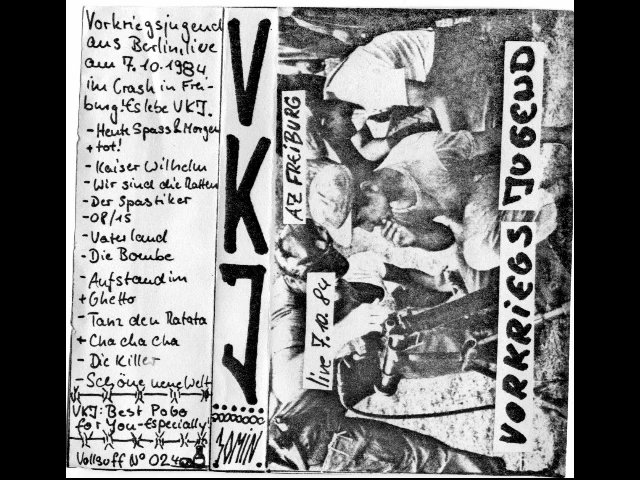 Vorkriegsjugend
aus Berlin, live
am 7.10.1984
im Crash in Frei-
burg! Es lebe VKJ.
- Heute Spass & Morgen
+ tot!
- Kaiser Wilhelm
- Wir sind die Ratten
- Der Spastiker
- 08/15
- Vaterland
- Die Bombe
- Aufstand im
+ Ghetto
- Tanz den Ratata
+ Cha cha cha
- Die Killer
- Schöne neue Welt
VKJ: Best PoGo
for You-Especially!
Vollsuff N° 024
VKJ
30 MIN.
AZ FREiBURG
live 7.10.84
VORKRiEGS JUGEND